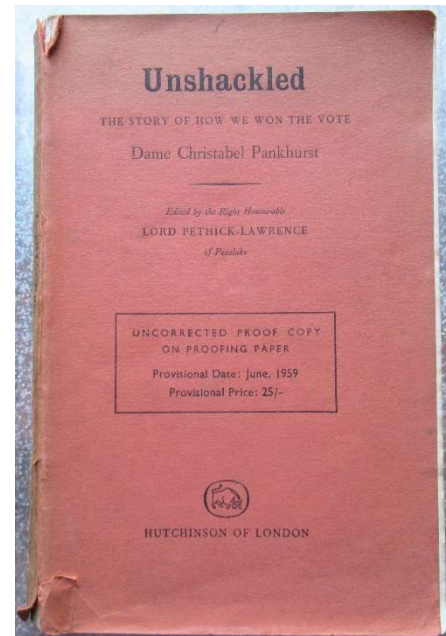 Unshackled
THE STORY OF HOW WE WON THE VOTE
Dame Christabel Pankhurst
Edited by the Right Honourable
LORD PETHICK-LAWRENCE
of Peaslake
UNCORRECTED PROOF COPY
ON PROOFING PAPER
Provisional Date: June, 1959
Provisional Price: 25/-
HUTCHINSON OF LONDON